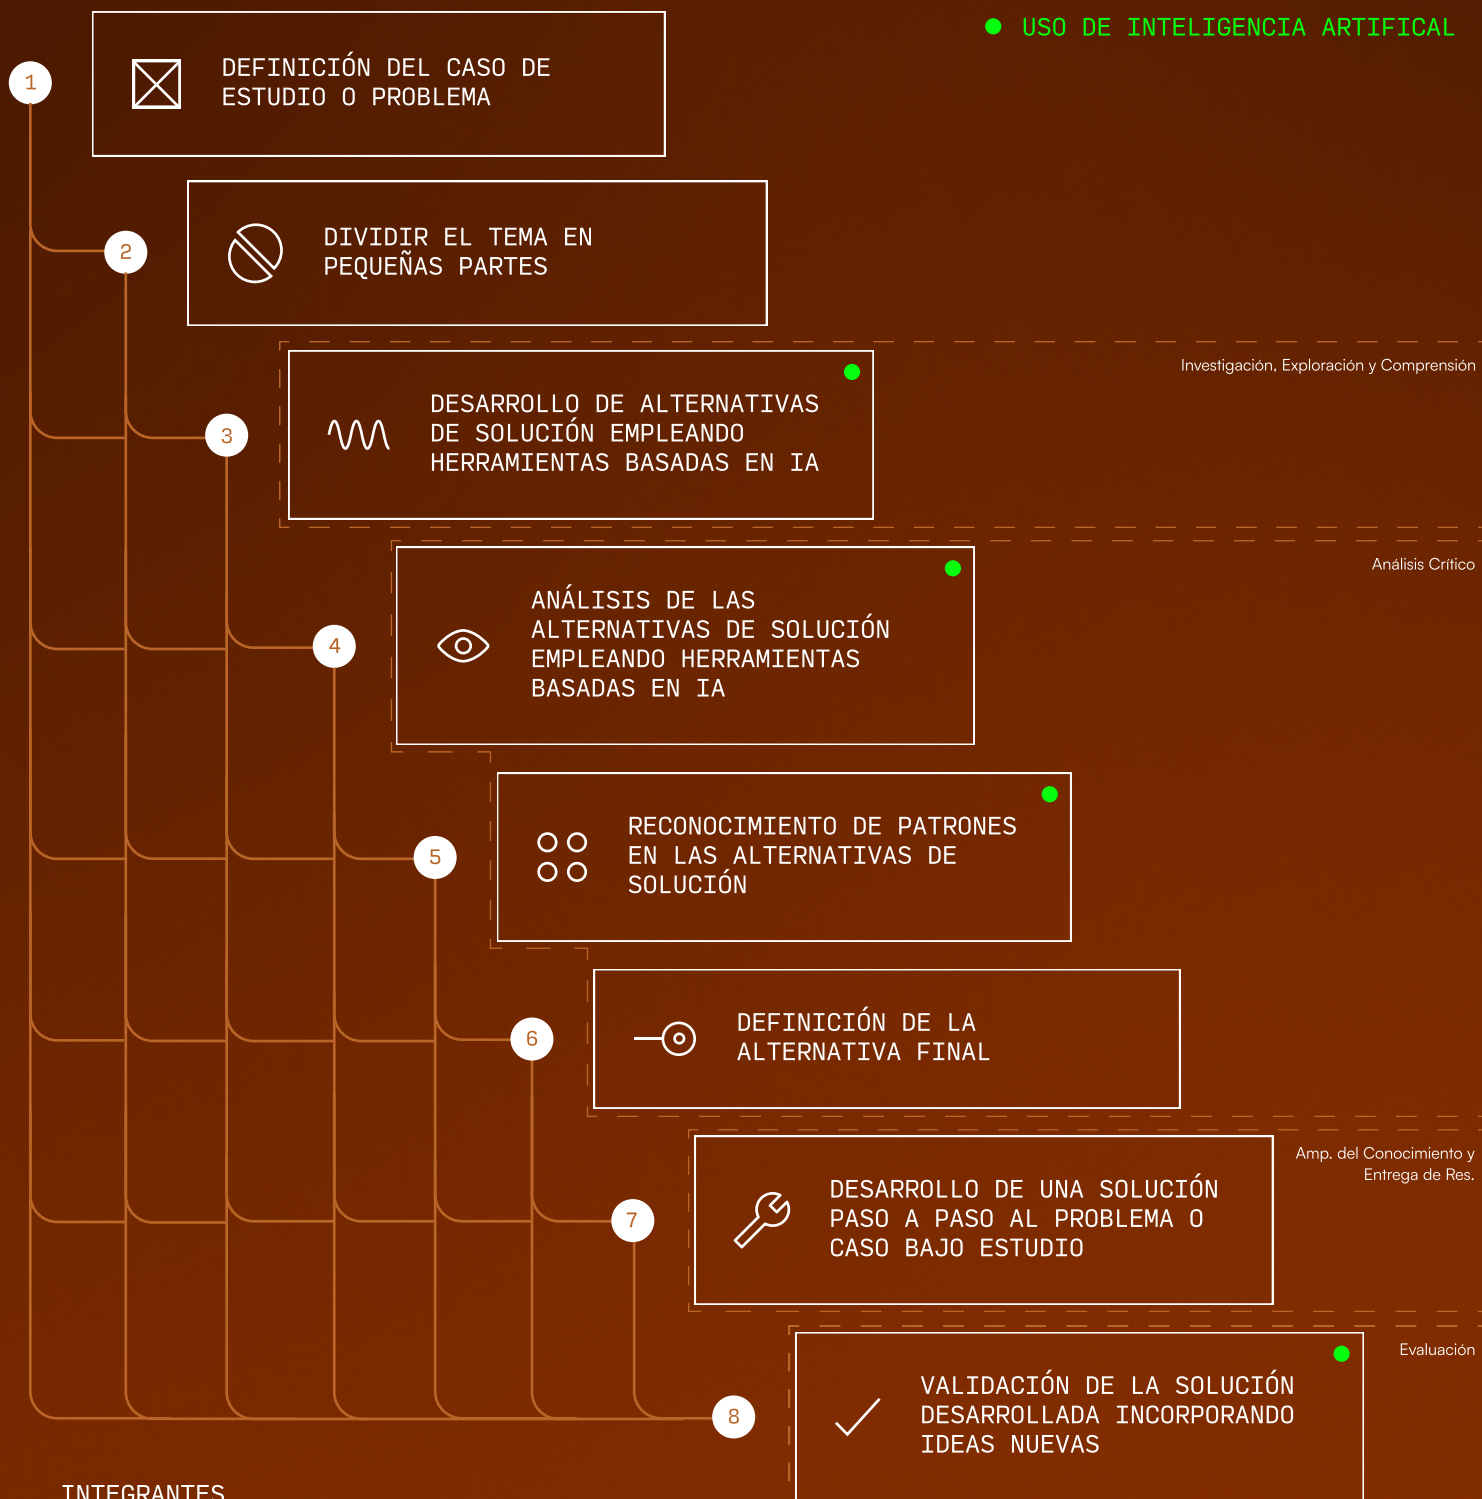 USO DE INTELIGENCIA ARTIFICAL
1
DEFINICIÓN DEL CASO DE
ESTUDIO O PROBLEMA
2
DIVIDIR EL TEMA EN
PEQUEÑAS PARTES
Investigación, Exploración y Comprensión
3
DESARROLLO DE ALTERNATIVAS
DE SOLUCIÓN EMPLEANDO
HERRAMIENTAS BASADAS EN IA
Análisis Crítico
4
ANÁLISIS DE LAS
ALTERNATIVAS DE SOLUCIÓN
EMPLEANDO HERRAMIENTAS
BASADAS EN IA
5
RECONOCIMIENTO DE PATRONES
EN LAS ALTERNATIVAS DE
SOLUCIÓN
6
DEFINICIÓN DE LA
ALTERNATIVA FINAL
Amp. del Conocimiento y
Entrega de Res.
7
DESARROLLO DE UNA SOLUCIÓN
PASO A PASO AL PROBLEMA O
CASO BAJO ESTUDIO
Evaluación
8
VALIDACIÓN DE LA SOLUCIÓN
DESARROLLADA INCORPORANDO
IDEAS NUEVAS
INTEGRANTES